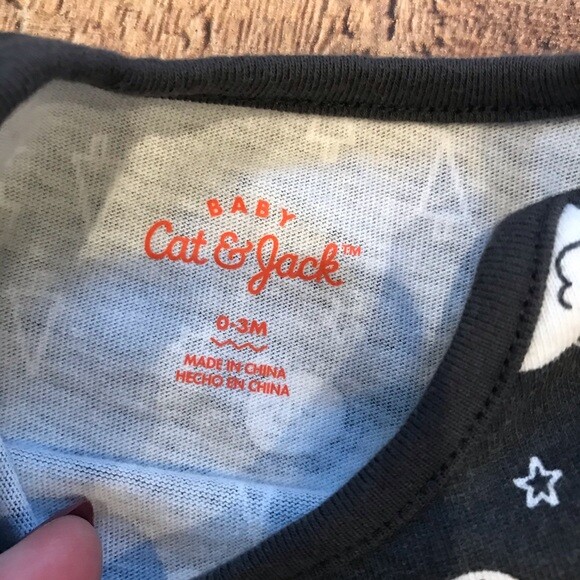 BABY
Cat & Jack™
0-3M
MADE IN CHINA
HECHO EN CHINA